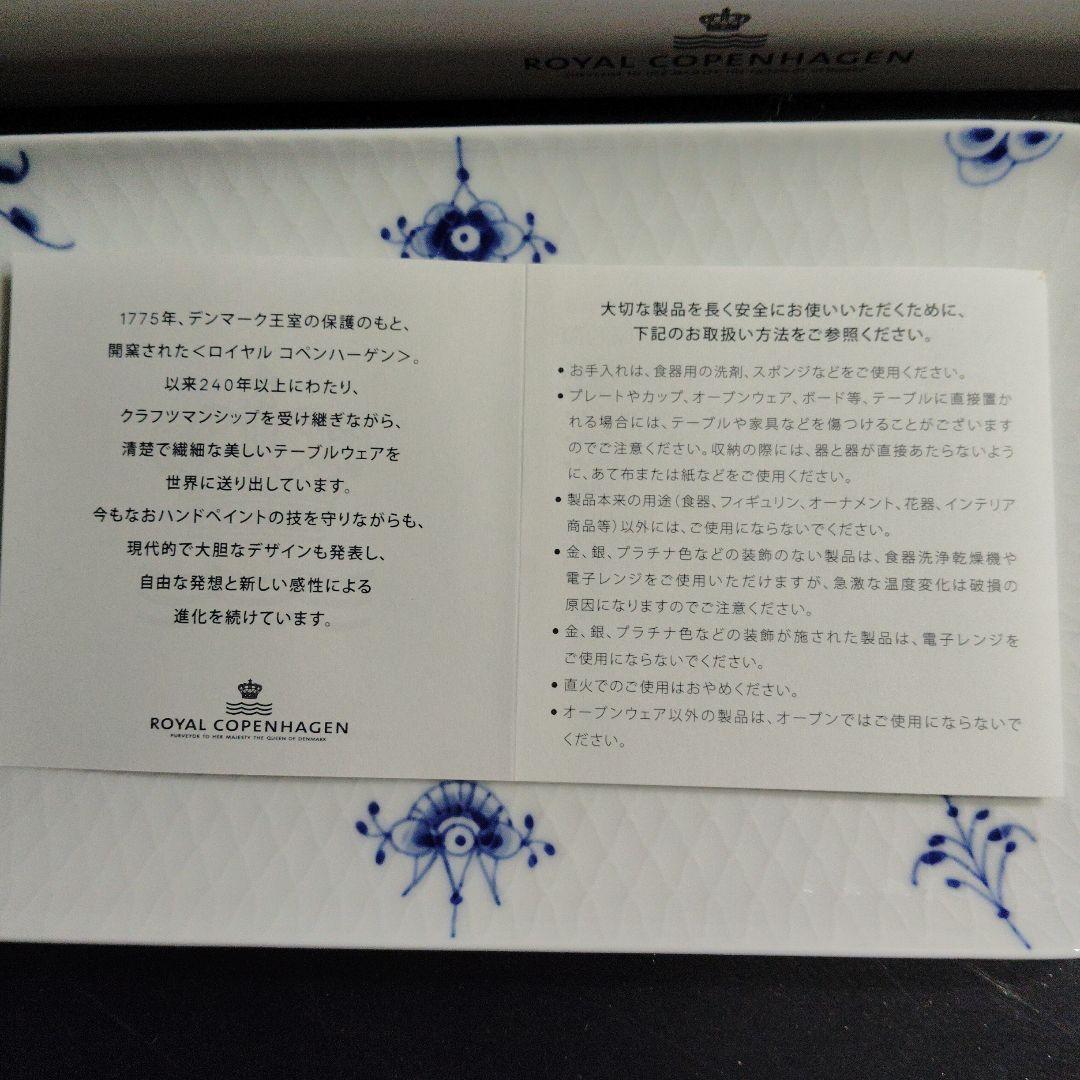 ROYAL COPENHAGEN
PURVEYOR TO HER MAJESTY THE QUEEN OF DENMARK
1775年、デンマーク王室の保護のもと、
開窯された＜ロイヤル コペンハーゲン＞。
以来240年以上にわたり、
クラフツマンシップを受け継ぎながら、
清楚で繊細な美しいテーブルウェアを
世界に送り出しています。
今もなおハンドペイントの技を守りながらも、
現代的で大胆なデザインも発表し、
自由な発想と新しい感性による
進化を続けています。
ROYAL COPENHAGEN
PURVEYOR TO HER MAJESTY THE QUEEN OF DENMARK
大切な製品を長く安全にお使いいただくために、
下記のお取扱い方法をご参照ください。
• お手入れは、食器用の洗剤、スポンジなどをご使用ください。
• プレートやカップ、オーブンウェア、ボード等、テーブルに直接置か
れる場合には、テーブルや家具などを傷つけることがございます
のでご注意ください。収納の際には、器と器が直接あたらないよう
に、あて布または紙などをご使用ください。
• 製品本来の用途（食器、フィギュリン、オーナメント、花器、インテリア
商品等）以外には、ご使用にならないでください。
• 金、銀、プラチナ色などの装飾のない製品は、食器洗浄乾燥機や
電子レンジをご使用いただけますが、急激な温度変化は破損の
原因になりますのでご注意ください。
• 金、銀、プラチナ色などの装飾が施された製品は、電子レンジを
ご使用にならないでください。
• 直火でのご使用はおやめください。
• オーブンウェア以外の製品は、オーブンではご使用にならないで
ください。